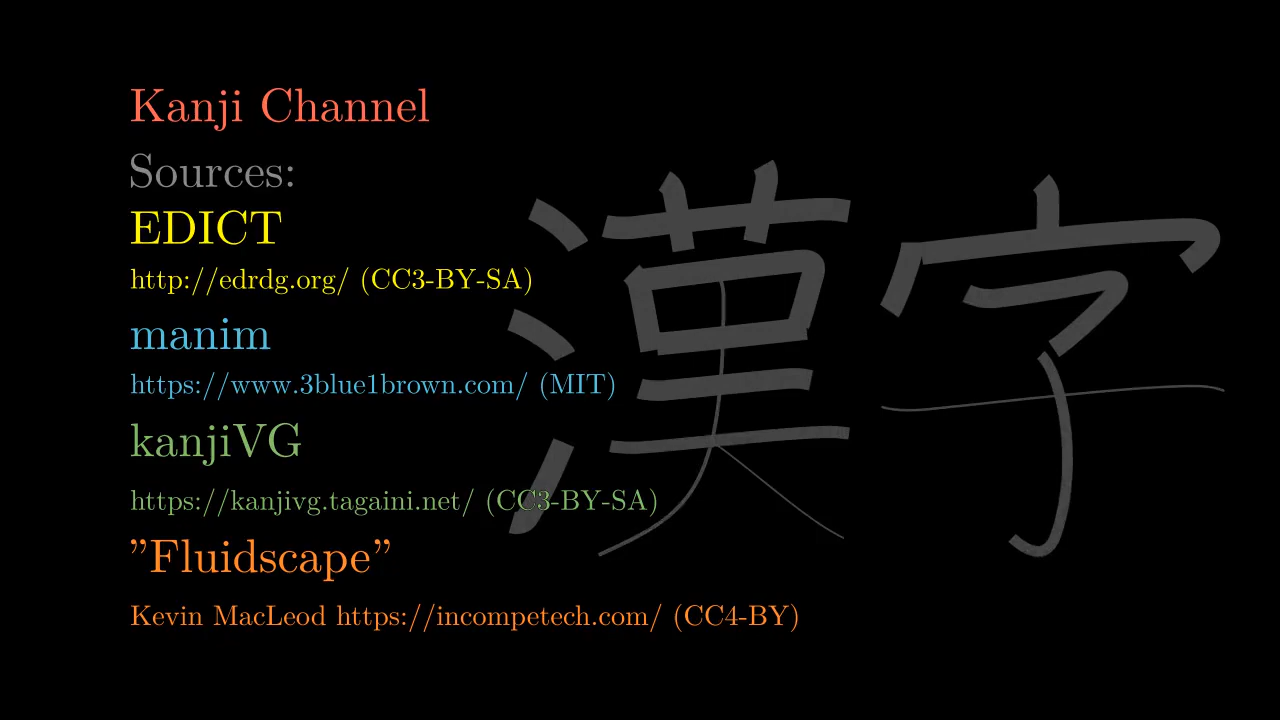 Kanji Channel
Sources:
EDICT
http://edrdg.org/ (CC3-BY-SA)
manim
https://www.3blue1brown.com/ (MIT)
kanjiVG
https://kanjivg.tagaini.net/ (CC3-BY-SA)
”Fluidscape”
Kevin MacLeod https://incompetech.com/ (CC4-BY)
漢字